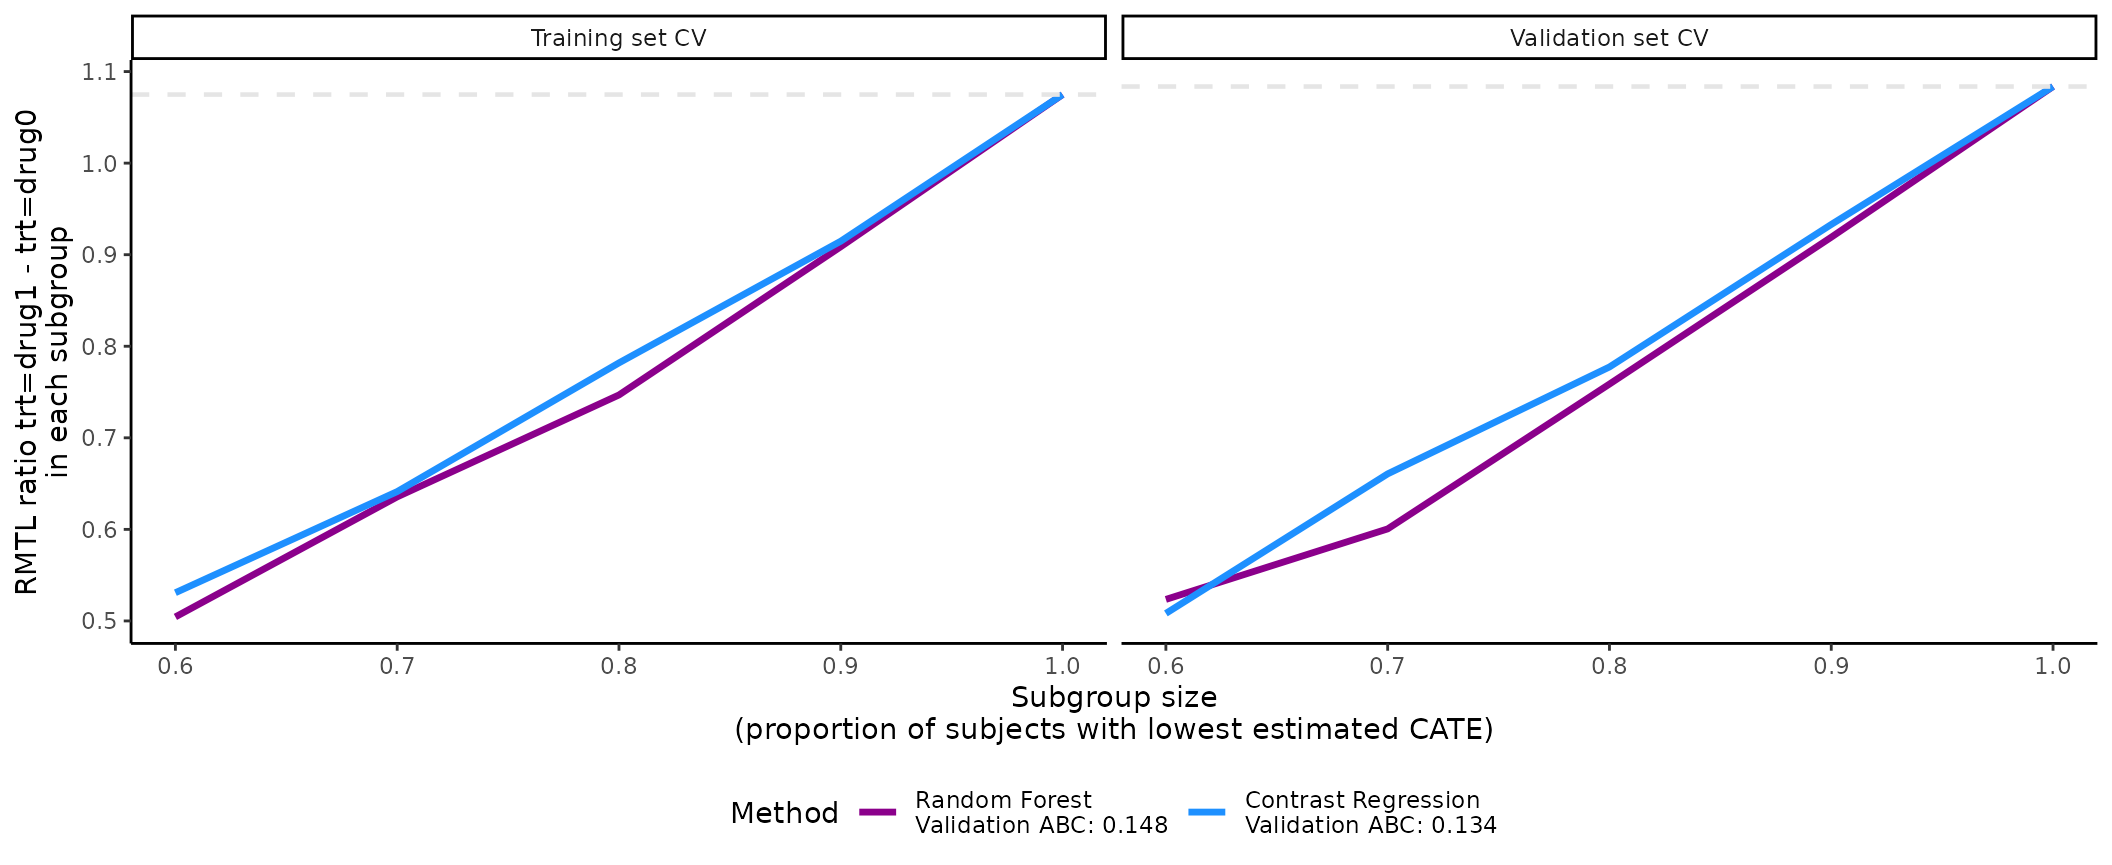 Training set CV
Validation set CV
RMTL ratio trt=drug1 - trt=drug0
in each subgroup
1.1
1.0
0.9
0.8
0.7
0.6
0.5
0.6 0.7 0.8 0.9 1.0
0.6 0.7 0.8 0.9 1.0
Subgroup size
(proportion of subjects with lowest estimated CATE)
Method
Random Forest
Validation ABC: 0.148
Contrast Regression
Validation ABC: 0.134